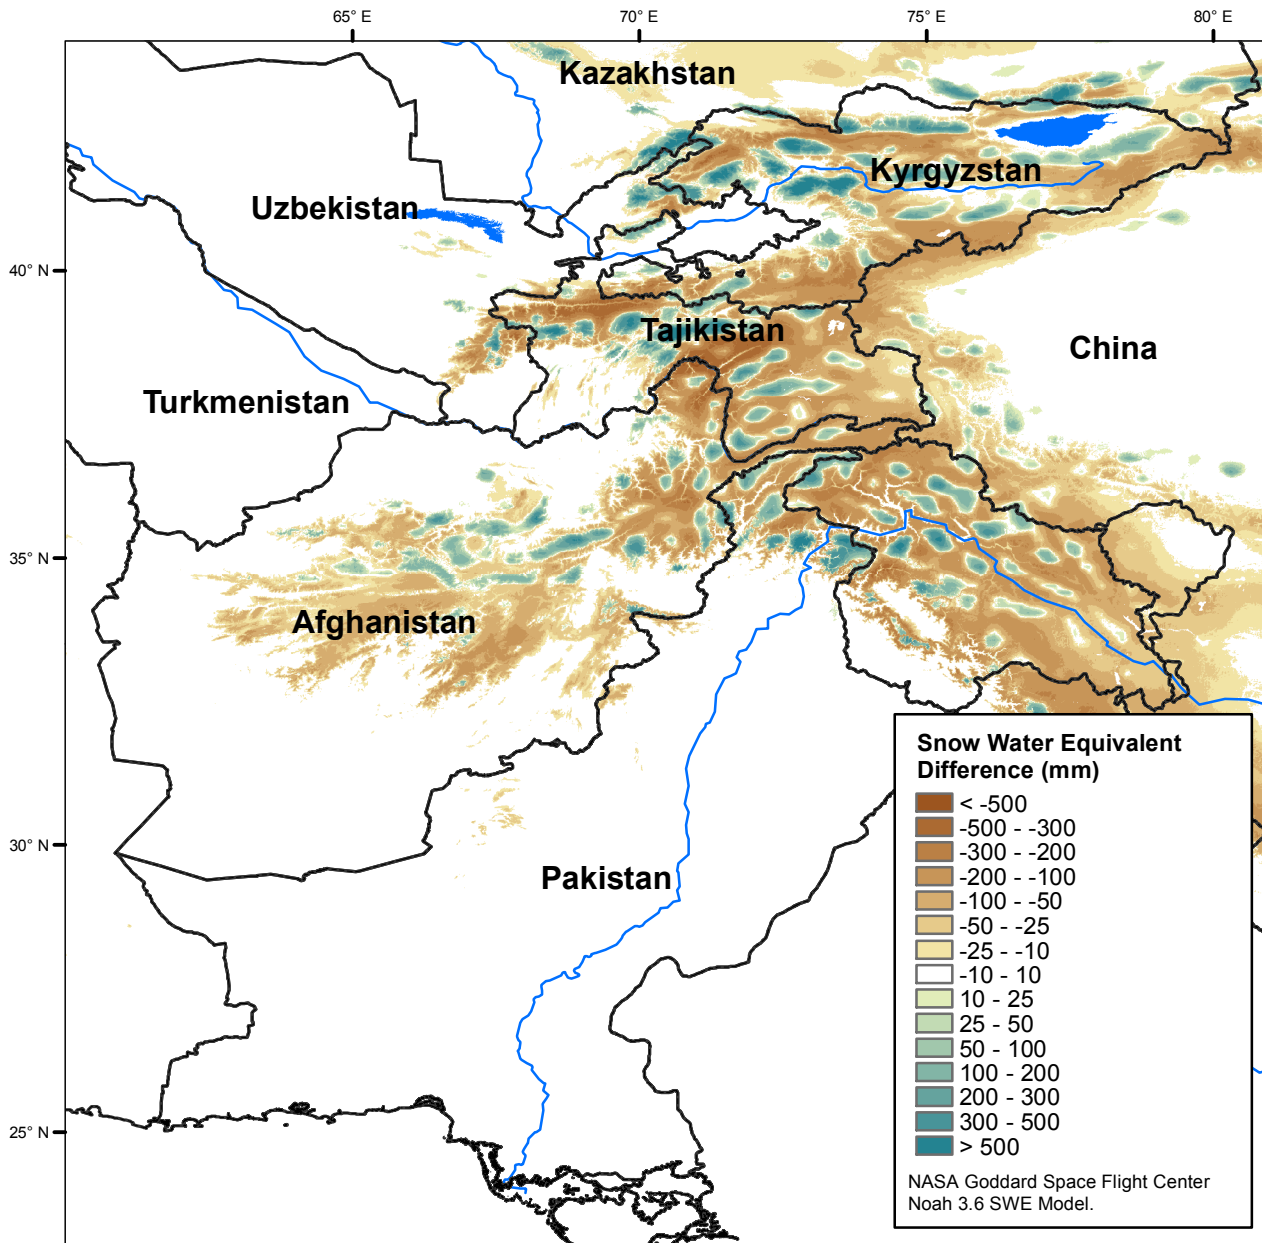 65° E
70° E
75° E
80° E
Kazakhstan
Kyrgyzstan
Uzbekistan
40° N
Tajikistan
China
Turkmenistan
35° N
Afghanistan
30° N
Pakistan
25° N
Snow Water Equivalent
Difference (mm)
< -500
-500 - -300
-300 - -200
-200 - -100
-100 - -50
-50 - -25
-25 - -10
-10 - 10
10 - 25
25 - 50
50 - 100
100 - 200
200 - 300
300 - 500
> 500
NASA Goddard Space Flight Center
Noah 3.6 SWE Model.